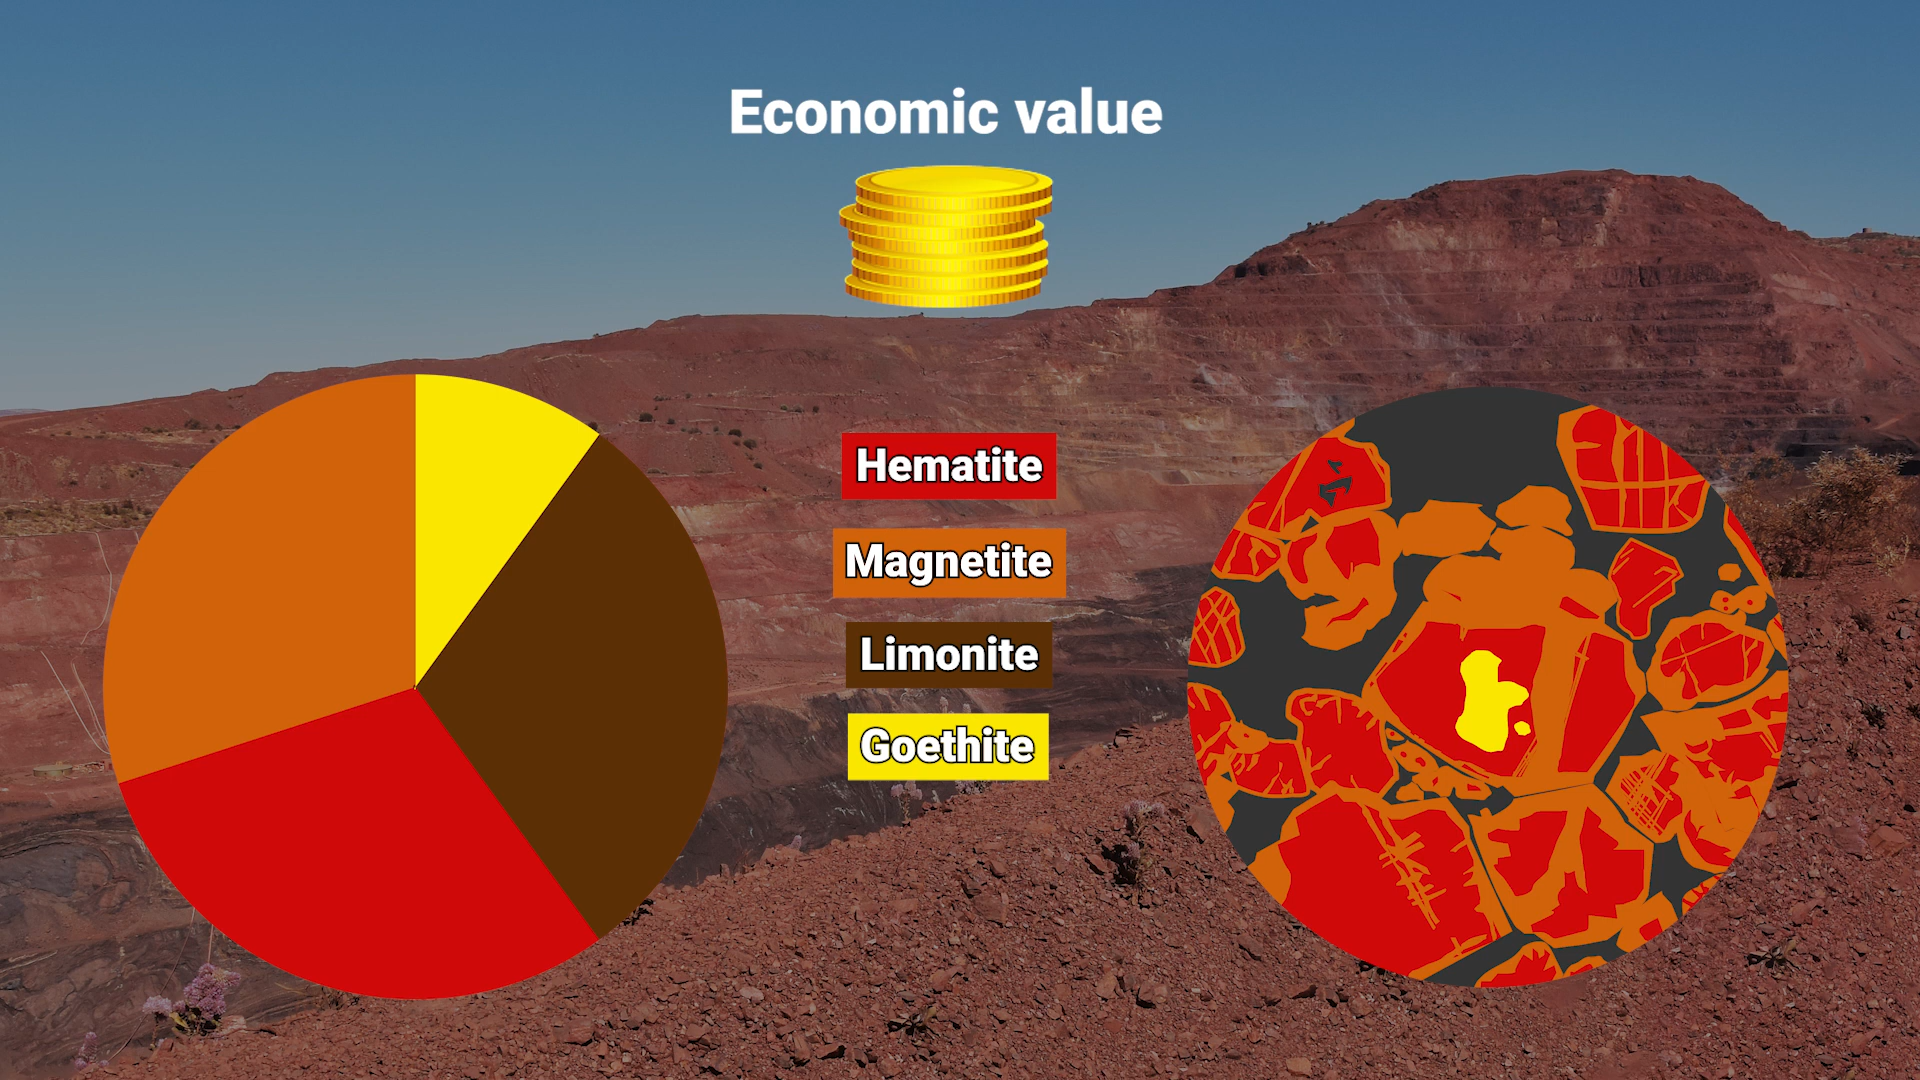 Economic value
Hematite
Magnetite
Limonite
Goethite